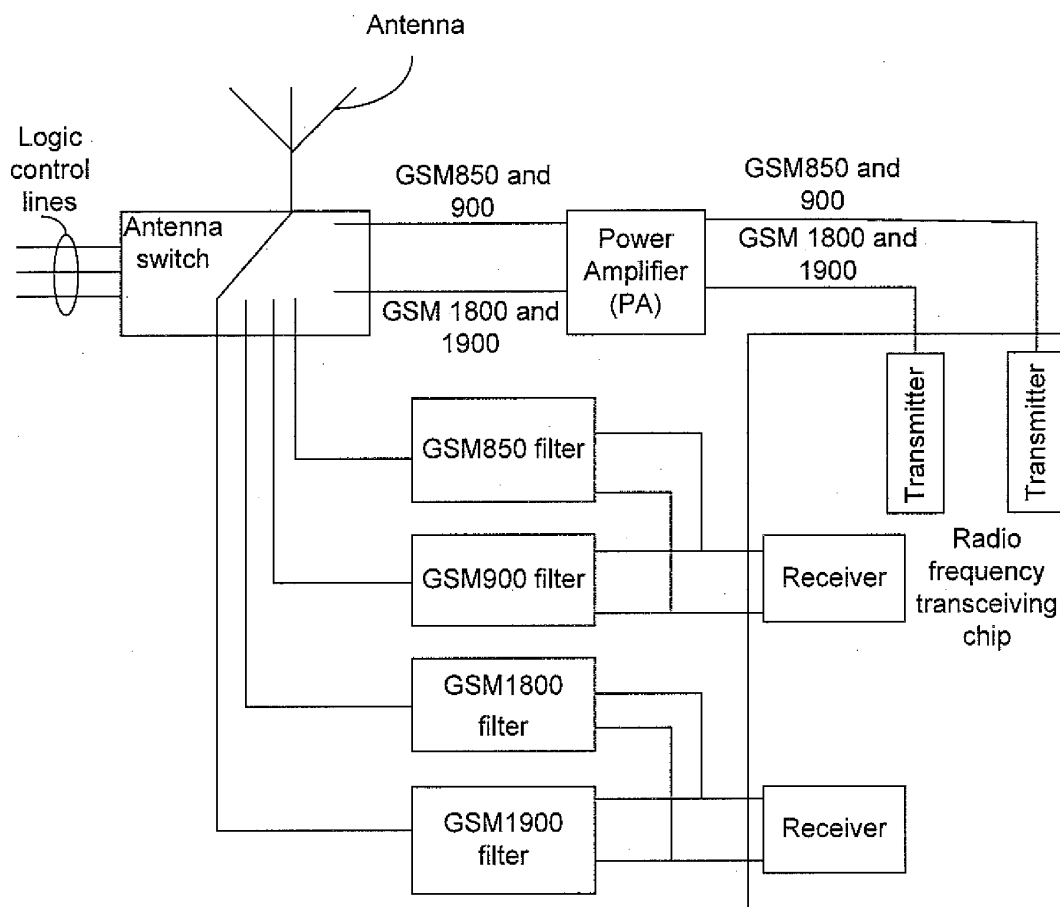 Antenna
Logic
control
lines
Antenna
switch
GSM850 and
900
GSM 1800 and
1900
Power
Amplifier
(PA)
GSM850 and
900
GSM 1800 and
1900
Transmitter
Transmitter
GSM850 filter
GSM900 filter
Receiver
Radio
frequency
transceiving
chip
GSM1800
filter
GSM1900
filter
Receiver